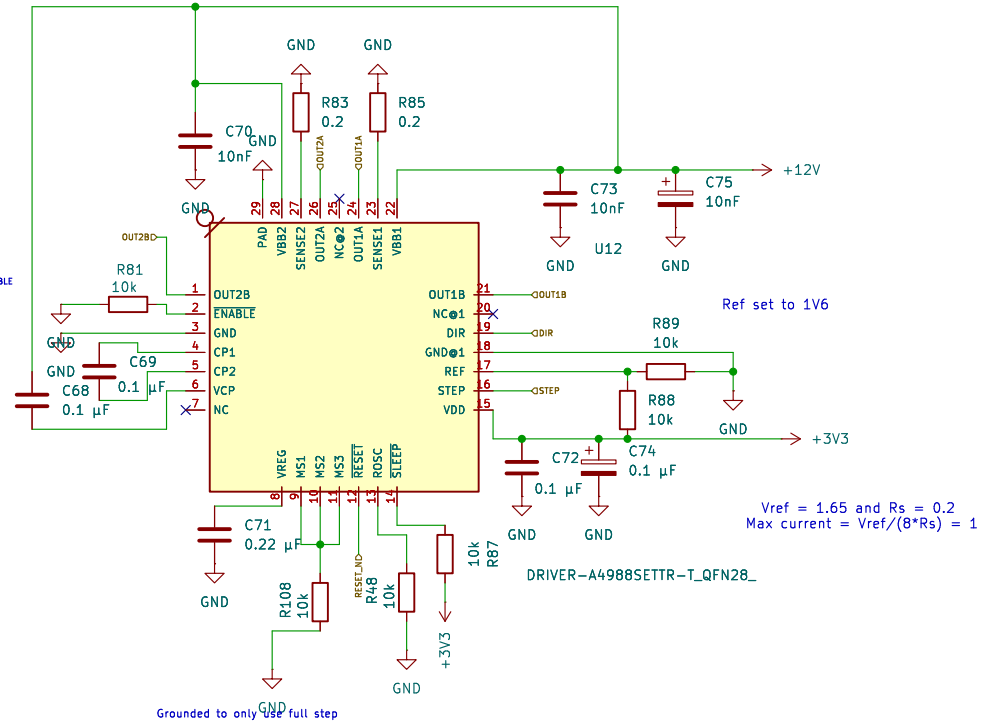 GND
GND
R83
0.2
R85
0.2
C70
10nF
GND
OUT2A
OUT1A
GND
+12V
C73
10nF
C75
10nF
GND
GND
U12
29
28
27
26
25
24
23
22
PAD
VBB2
SENSE2
OUT2A
NC@2
OUT1A
SENSE1
VBB1
OUT2B
BLE
R81
10k
GND
GND
C69
0.1 µF
C68
0.1 µF
1 OUT2B
2 ENABLE
3 GND
4 CP1
5 CP2
6 VCP
7 NC
OUT1B 21
NC@1 20
DIR 19
GND@1 18
REF 17
STEP 16
VDD 15
OUT1B
DIR
STEP
Ref set to 1V6
R89
10k
R88
10k
GND
+3V3
C72
0.1 µF
C74
0.1 µF
GND
GND
Vref = 1.65 and Rs = 0.2
Max current = Vref/(8*Rs) = 1
VREG
MS1
MS2
MS3
RESET
ROSC
SLEEP
8
9
10
11
12
13
14
C71
0.22 µF
GND
R108
10k
RESET_N
R48
10k
10k
R87
+3V3
DRIVER-A4988SETTR-T_QFN28_
GND
GND
Grounded to only use full step